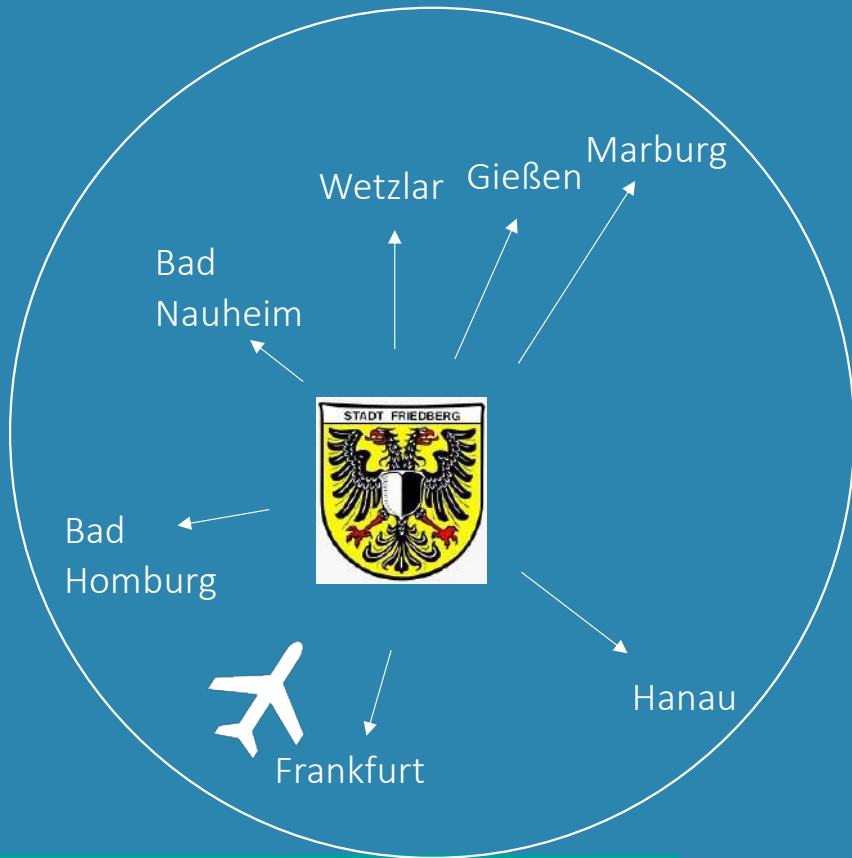 Marburg
Gießen
Wetzlar
Bad
Nauheim
STADT FRIEDBERG
Bad
Homburg
Hanau
Frankfurt